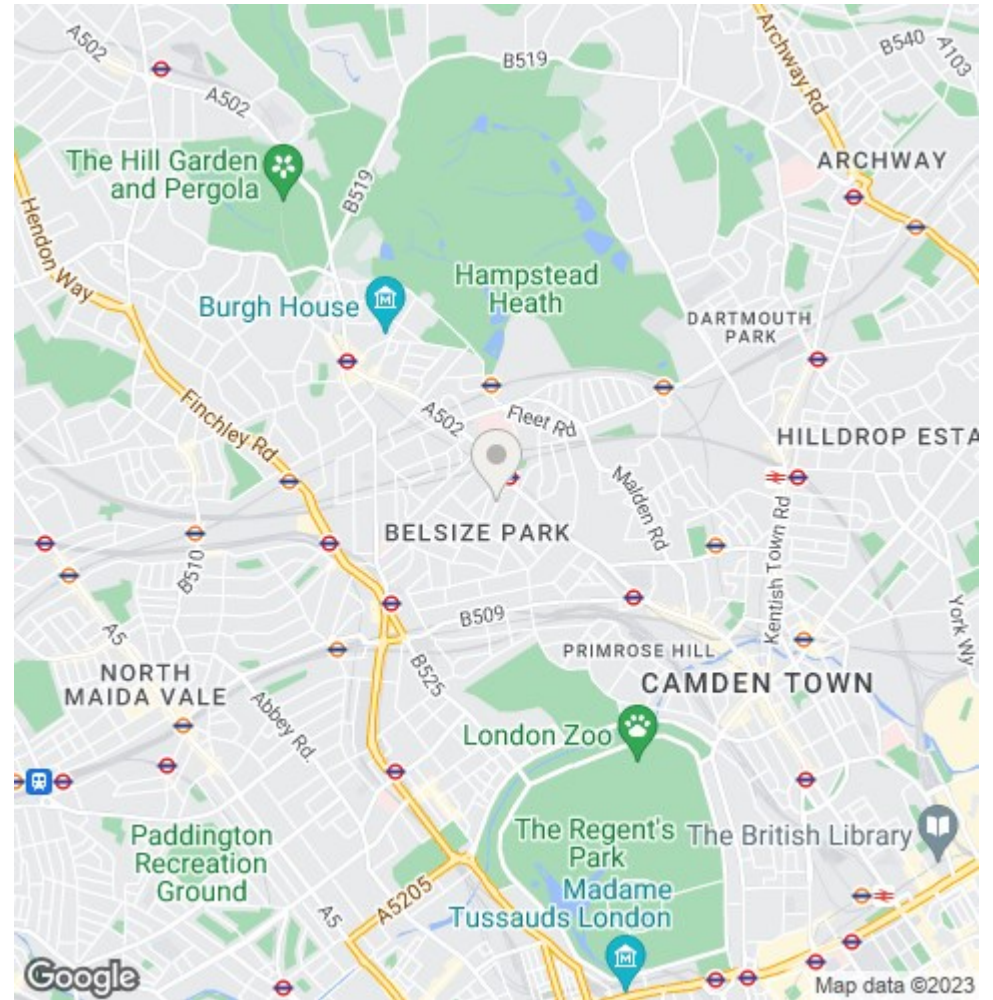 A502
B519
Archway Rd
B540
A103
A502
The Hill Garden
and Pergola
B519
ARCHWAY
Hendon Way
Hampstead
Heath
Burgh House
DARTMOUTH
PARK
Finchley Rd
A502
Fleet Rd
HILLDROP ESTA
Malden Rd
BELSIZE PARK
Kentish Town Rd
B510
B509
York Wy
A5
PRIMROSE HILL
NORTH
MAIDA VALE
B525
CAMDEN TOWN
Abbey Rd.
London Zoo
Paddington
Recreation
Ground
The Regent's
Park
The British Library
Madame
Tussauds London
A5205
A5
Google
Map data ©2023